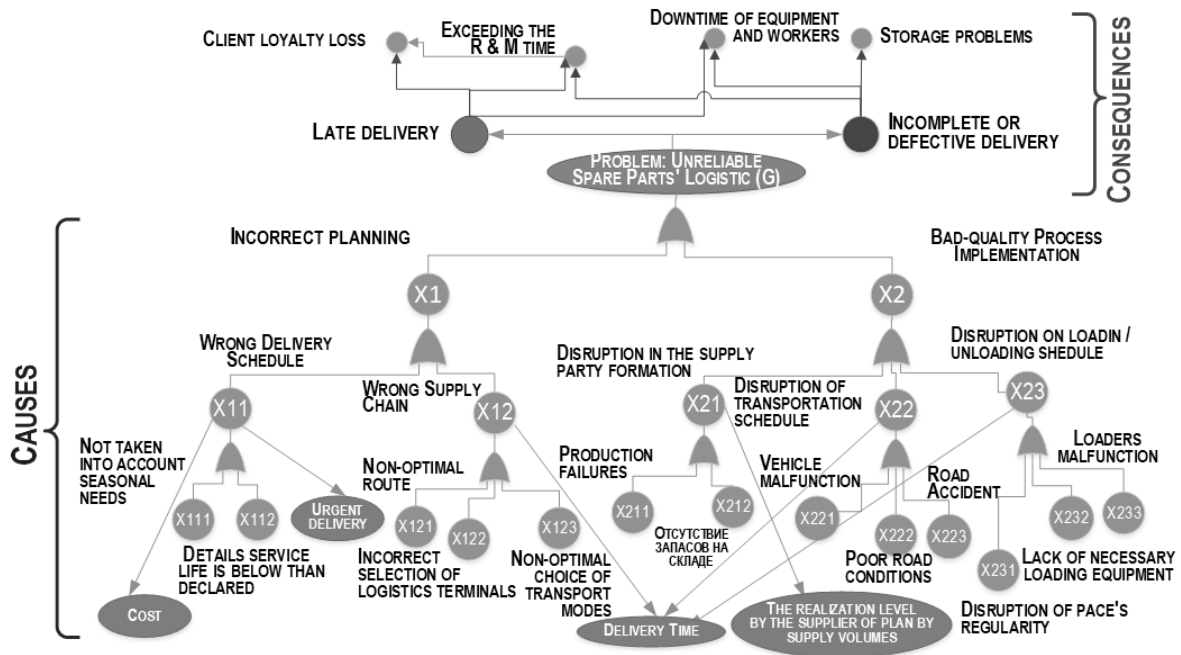 CLIENT LOYALTY LOSS
EXCEEDING THE
R & M TIME
DOWNTIME OF EQUIPMENT
AND WORKERS
STORAGE PROBLEMS
LATE DELIVERY
INCOMPLETE OR
DEFECTIVE DELIVERY
CONSEQUENCES
PROBLEM: UNRELIABLE
SPARE PARTS' LOGISTIC (G)
CAUSES
INCORRECT PLANNING
BAD-QUALITY PROCESS
IMPLEMENTATION
X1
X2
WRONG DELIVERY
SCHEDULE
WRONG SUPPLY
CHAIN
DISRUPTION IN THE SUPPLY
PARTY FORMATION
DISRUPTION OF
TRANSPORTATION
SCHEDULE
DISRUPTION ON LOADIN /
UNLOADING SHEDULE
X11
X12
X21
X22
X23
NOT TAKEN
INTO ACCOUNT
SEASONAL
NEEDS
NON-OPTIMAL
ROUTE
PRODUCTION
FAILURES
VEHICLE
MALFUNCTION
ROAD
ACCIDENT
LOADERS
MALFUNCTION
X111
X112
URGENT
DELIVERY
X121
X122
X123
X211
X212
X221
X222
X223
X231
X232
X233
DETAILS SERVICE
LIFE IS BELOW THAN
DECLARED
INCORRECT
SELECTION OF
LOGISTICS TERMINALS
NON-OPTIMAL
CHOICE OF
TRANSPORT
MODES
ОТСУТСТВИЕ
ЗАПАСОВ НА
СКЛАДЕ
POOR ROAD
CONDITIONS
LACK OF NECESSARY
LOADING EQUIPMENT
DISRUPTION OF PACE'S
REGULARITY
COST
DELIVERY TIME
THE REALIZATION LEVEL
BY THE SUPPLIER OF PLAN BY
SUPPLY VOLUMES